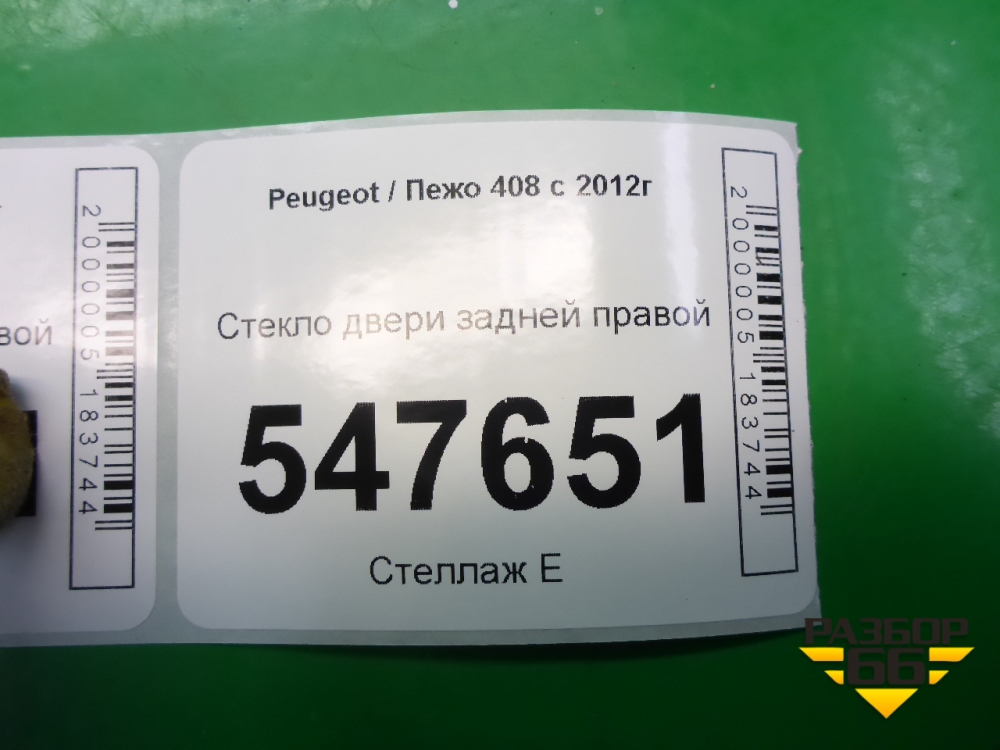 вой
2000005183744
Peugeot / Пежо 408 с 2012г
Стекло двери задней правой
547651
Стеллаж Е
2000005183744
РАЗБОР
66